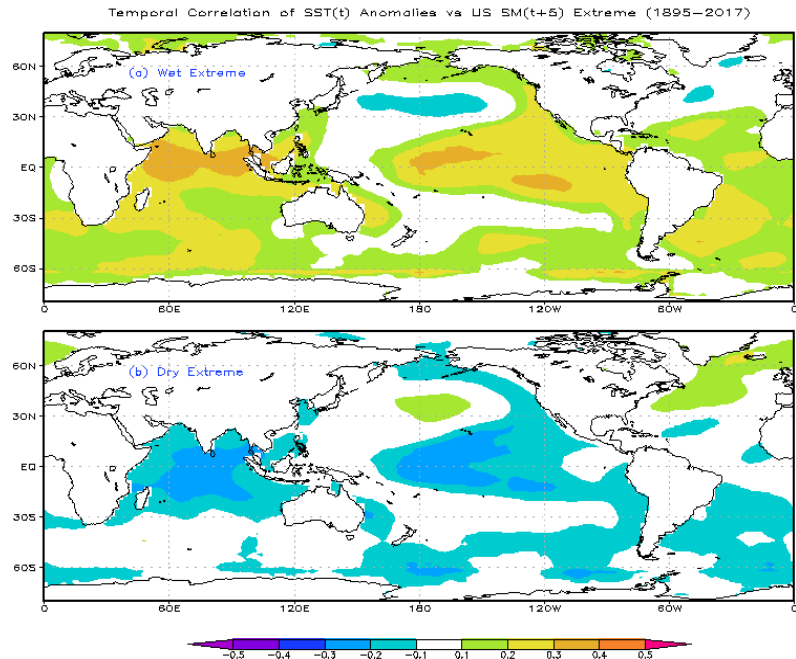 Temporal Correlation of SST(t) Anomalies vs US SM(t+5) Extreme (1895-2017)
(a) Wet Extreme
60N
30N
EQ
30S
60S
0 60E 120E 180 120W 60W 0
(b) Dry Extreme
60N
30N
EQ
30S
60S
0 60E 120E 180 120W 60W 0
-0.5 -0.4 -0.3 -0.2 -0.1 0.1 0.2 0.3 0.4 0.5